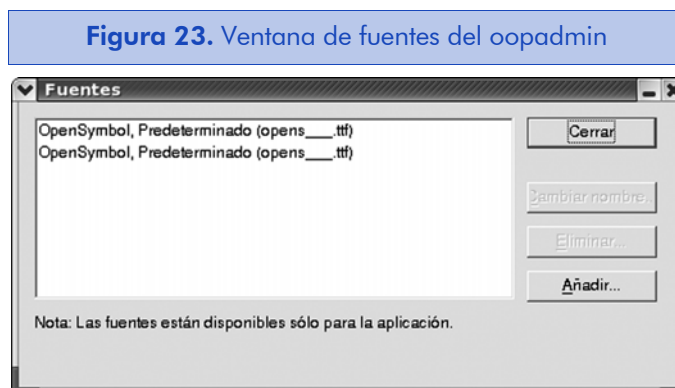 Figura 23. Ventana de fuentes del oopadmin
Fuentes
OpenSymbol, Predeterminado (opens___.ttf)
OpenSymbol, Predeterminado (opens___.ttf)
Cerrar
Cambiar nombre..
Eliminar...
Añadir...
Nota: Las fuentes están disponibles sólo para la aplicación.